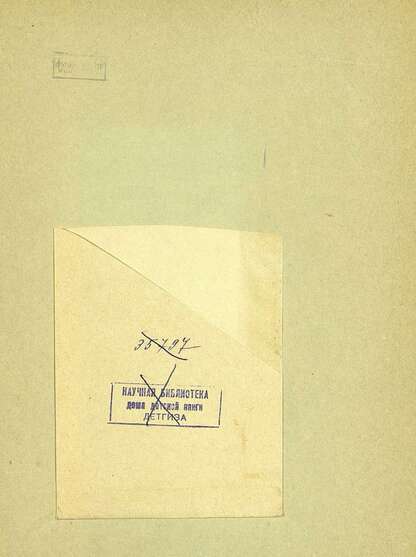 35797
НАУЧНАЯ БИБЛИОТЕКА
ДОМА ДЕТСКОЙ КНИГИ
ДЕТГИЗА